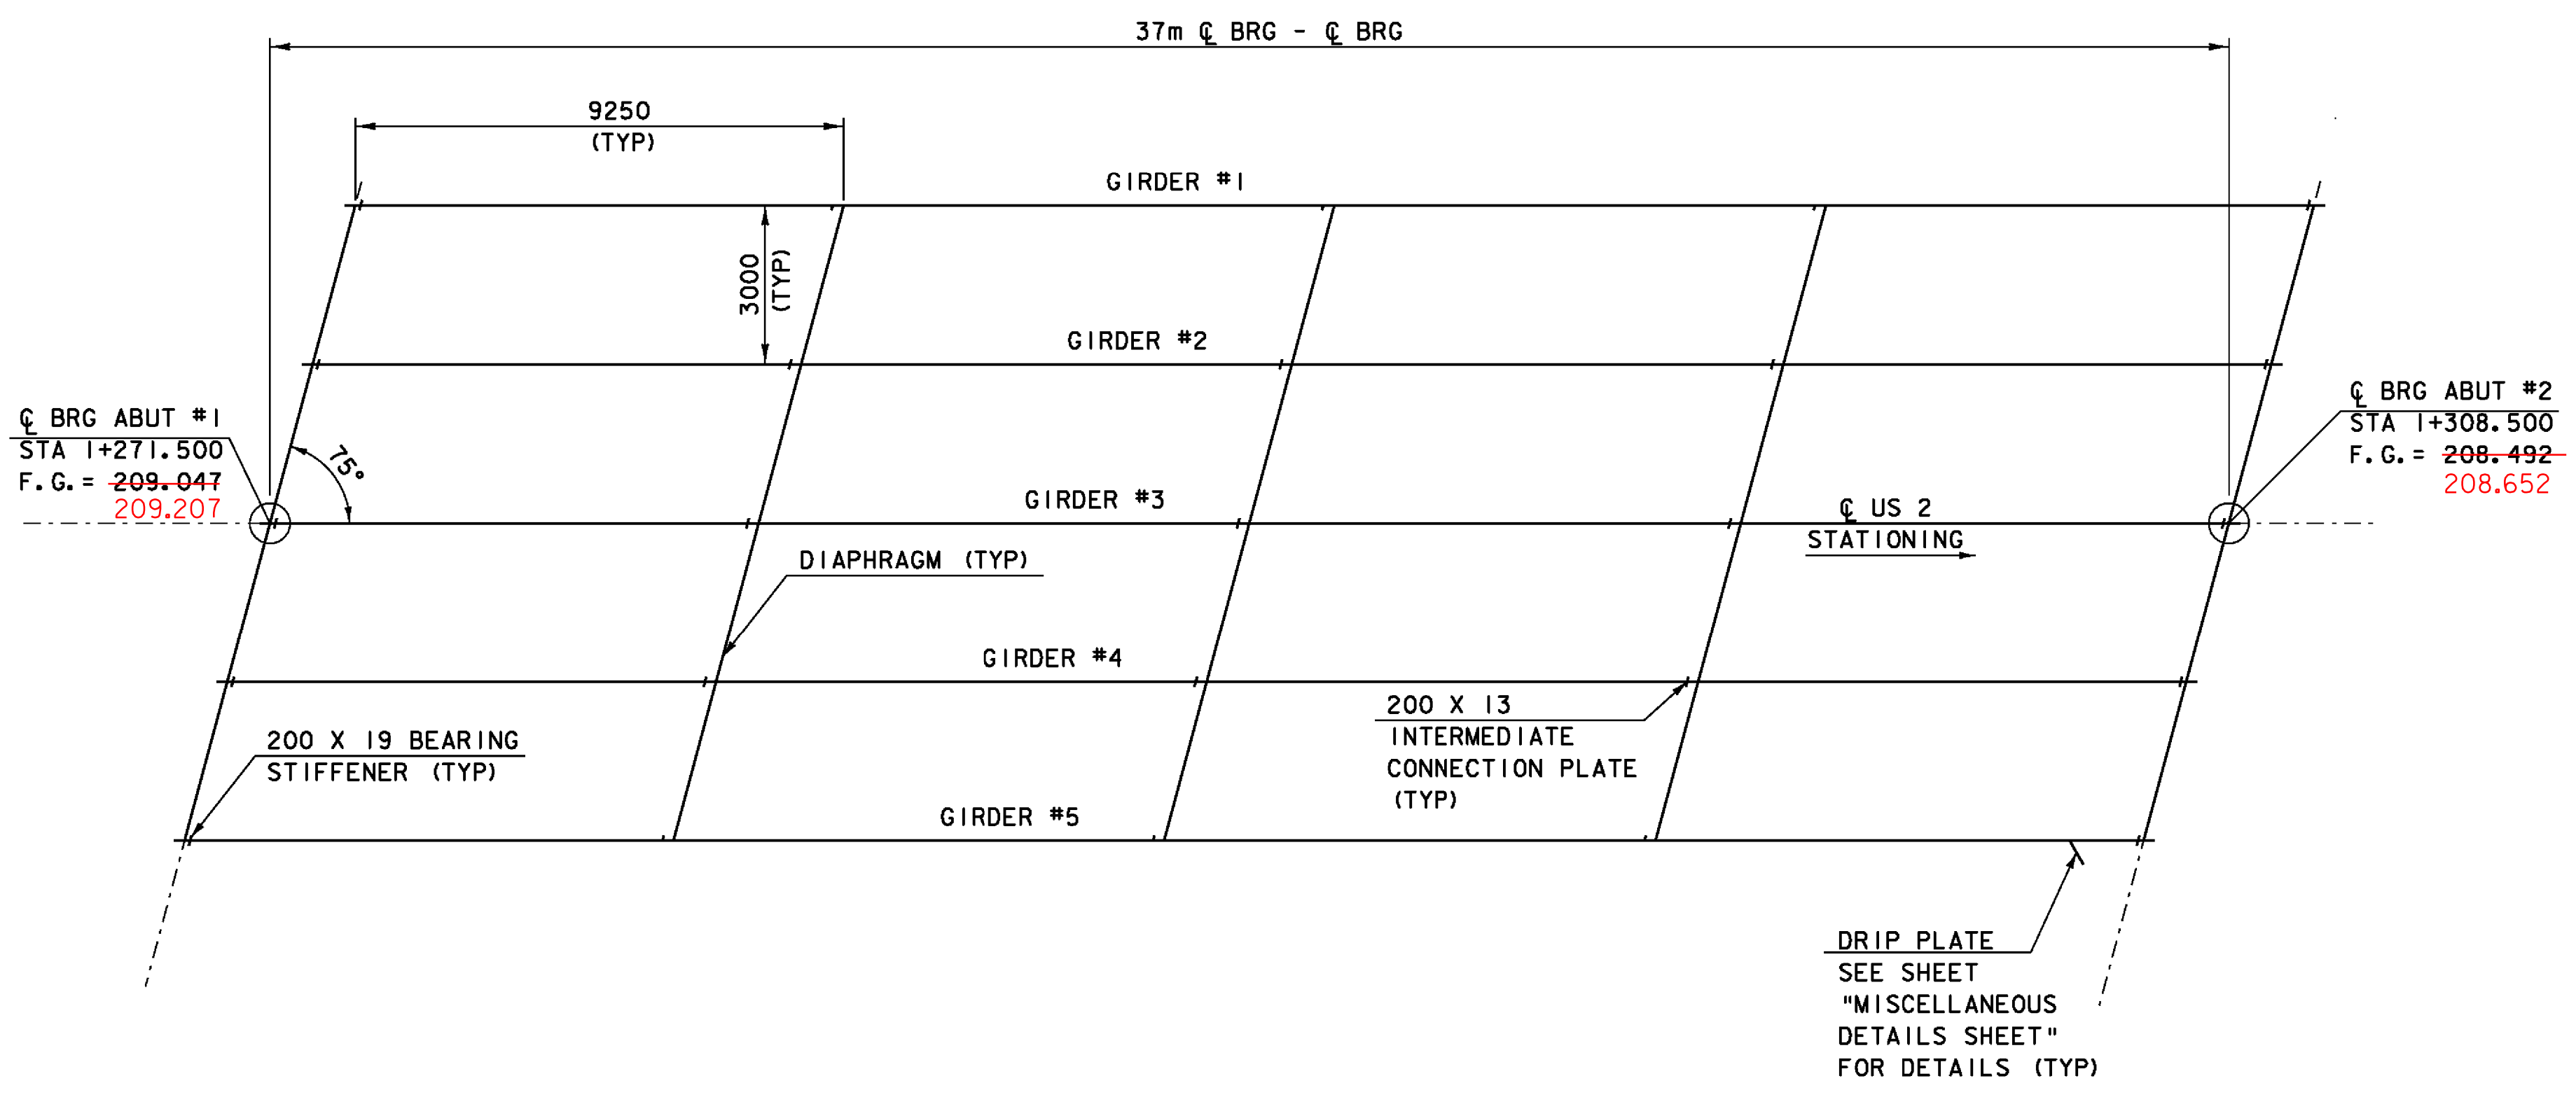 37m ℄ BRG - ℄ BRG
9250
(TYP)
GIRDER #1
3000
(TYP)
GIRDER #2
℄ BRG ABUT #1
STA 1+271.500
F.G.= 209.047
209.207
75°
GIRDER #3
℄ US 2
STATIONING
℄ BRG ABUT #2
STA 1+308.500
F.G.= 208.492
208.652
DIAPHRAGM (TYP)
GIRDER #4
200 X 13
INTERMEDIATE
CONNECTION PLATE
(TYP)
200 X 19 BEARING
STIFFENER (TYP)
GIRDER #5
DRIP PLATE
SEE SHEET
"MISCELLANEOUS
DETAILS SHEET"
FOR DETAILS (TYP)